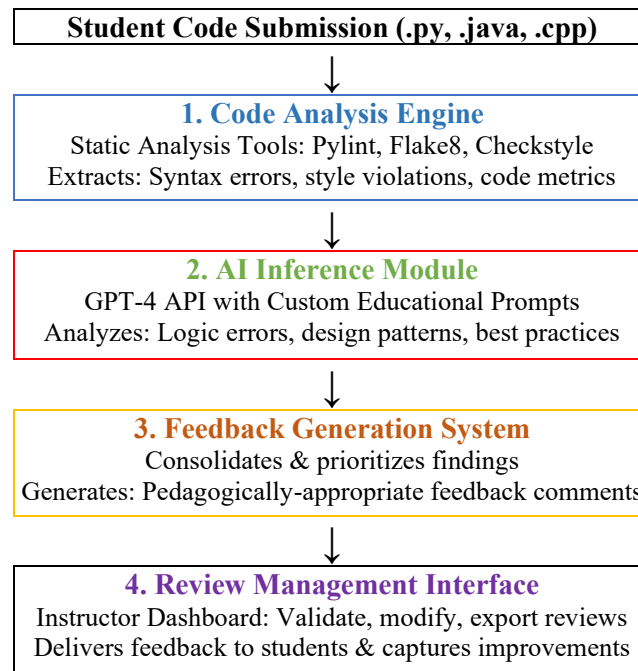 Student Code Submission (.py, .java, .cpp)
1. Code Analysis Engine
Static Analysis Tools: Pylint, Flake8, Checkstyle
Extracts: Syntax errors, style violations, code metrics
2. AI Inference Module
GPT-4 API with Custom Educational Prompts
Analyzes: Logic errors, design patterns, best practices
3. Feedback Generation System
Consolidates & prioritizes findings
Generates: Pedagogically-appropriate feedback comments
4. Review Management Interface
Instructor Dashboard: Validate, modify, export reviews
Delivers feedback to students & captures improvements